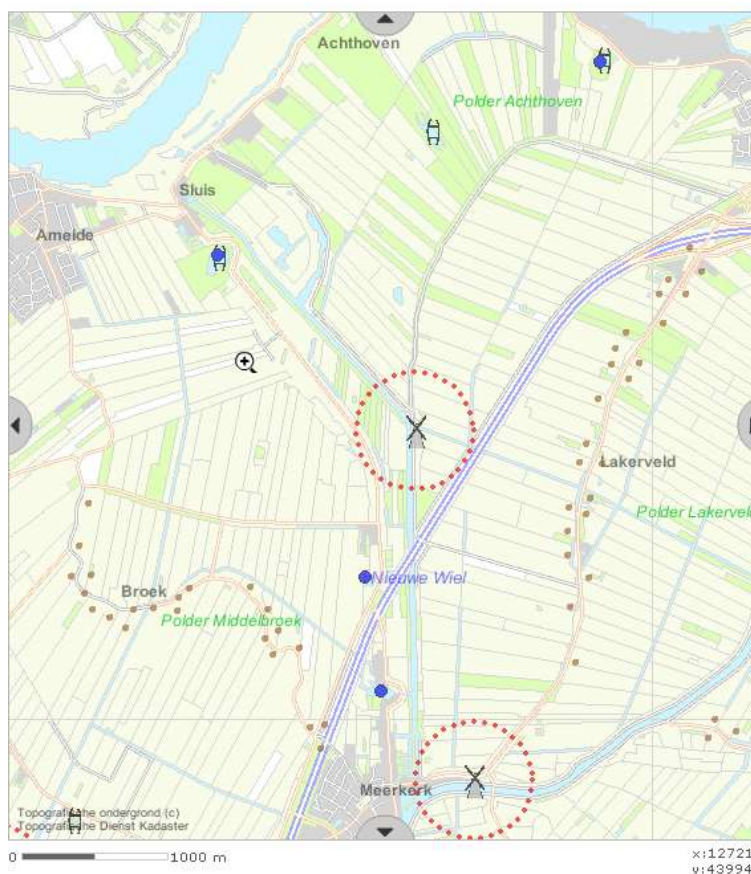 Achthoven
Polder Achthoven
Sluis
Ameide
Lakerveld
Polder Lakerveld
Nieuwe Wiel
Broek
Polder Middelbroek
Meerkerk
Topografische ondergrond (c)
Topografische Dienst Kadaster
0 1000 m
x:12721
y:43994